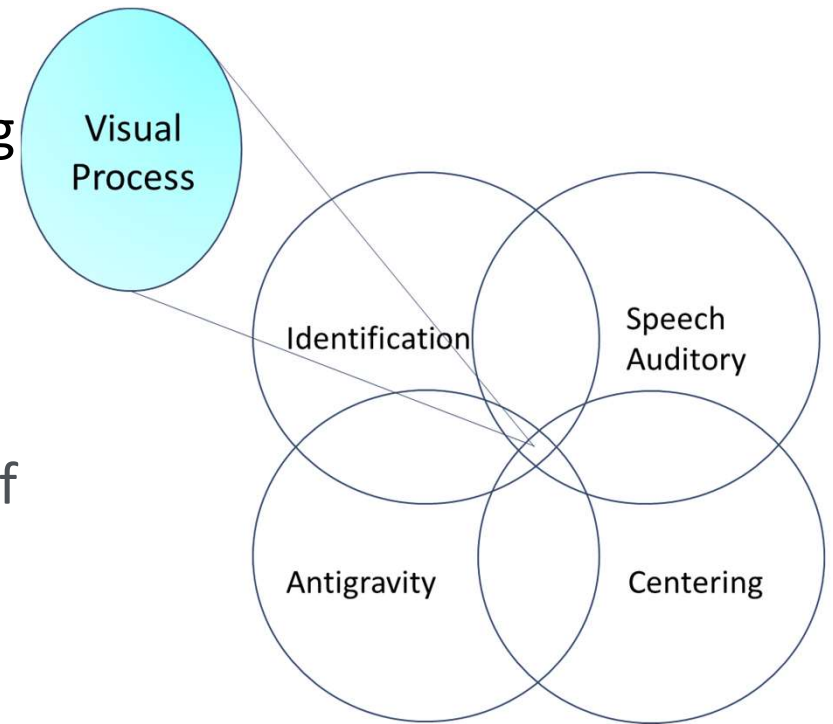 g
Visual
Process
Identification
Speech
Auditory
f
Antigravity
Centering